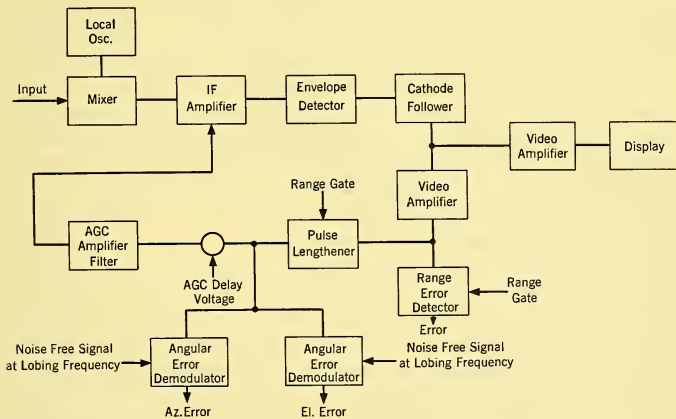 Local
Osc.
Input
Mixer
IF
Amplifier
Envelope
Detector
Cathode
Follower
Video
Amplifier
Display
Range Gate
Video
Amplifier
AGC
Amplifier
Filter
Pulse
Lengthener
AGC Delay
Voltage
Range
Error
Detector
Range
Gate
Error
Noise Free Signal
at Lobing Frequency
Angular
Error
Demodulator
Angular
Error
Demodulator
Noise Free Signal
at Lobing Frequency
Az. Error
El. Error